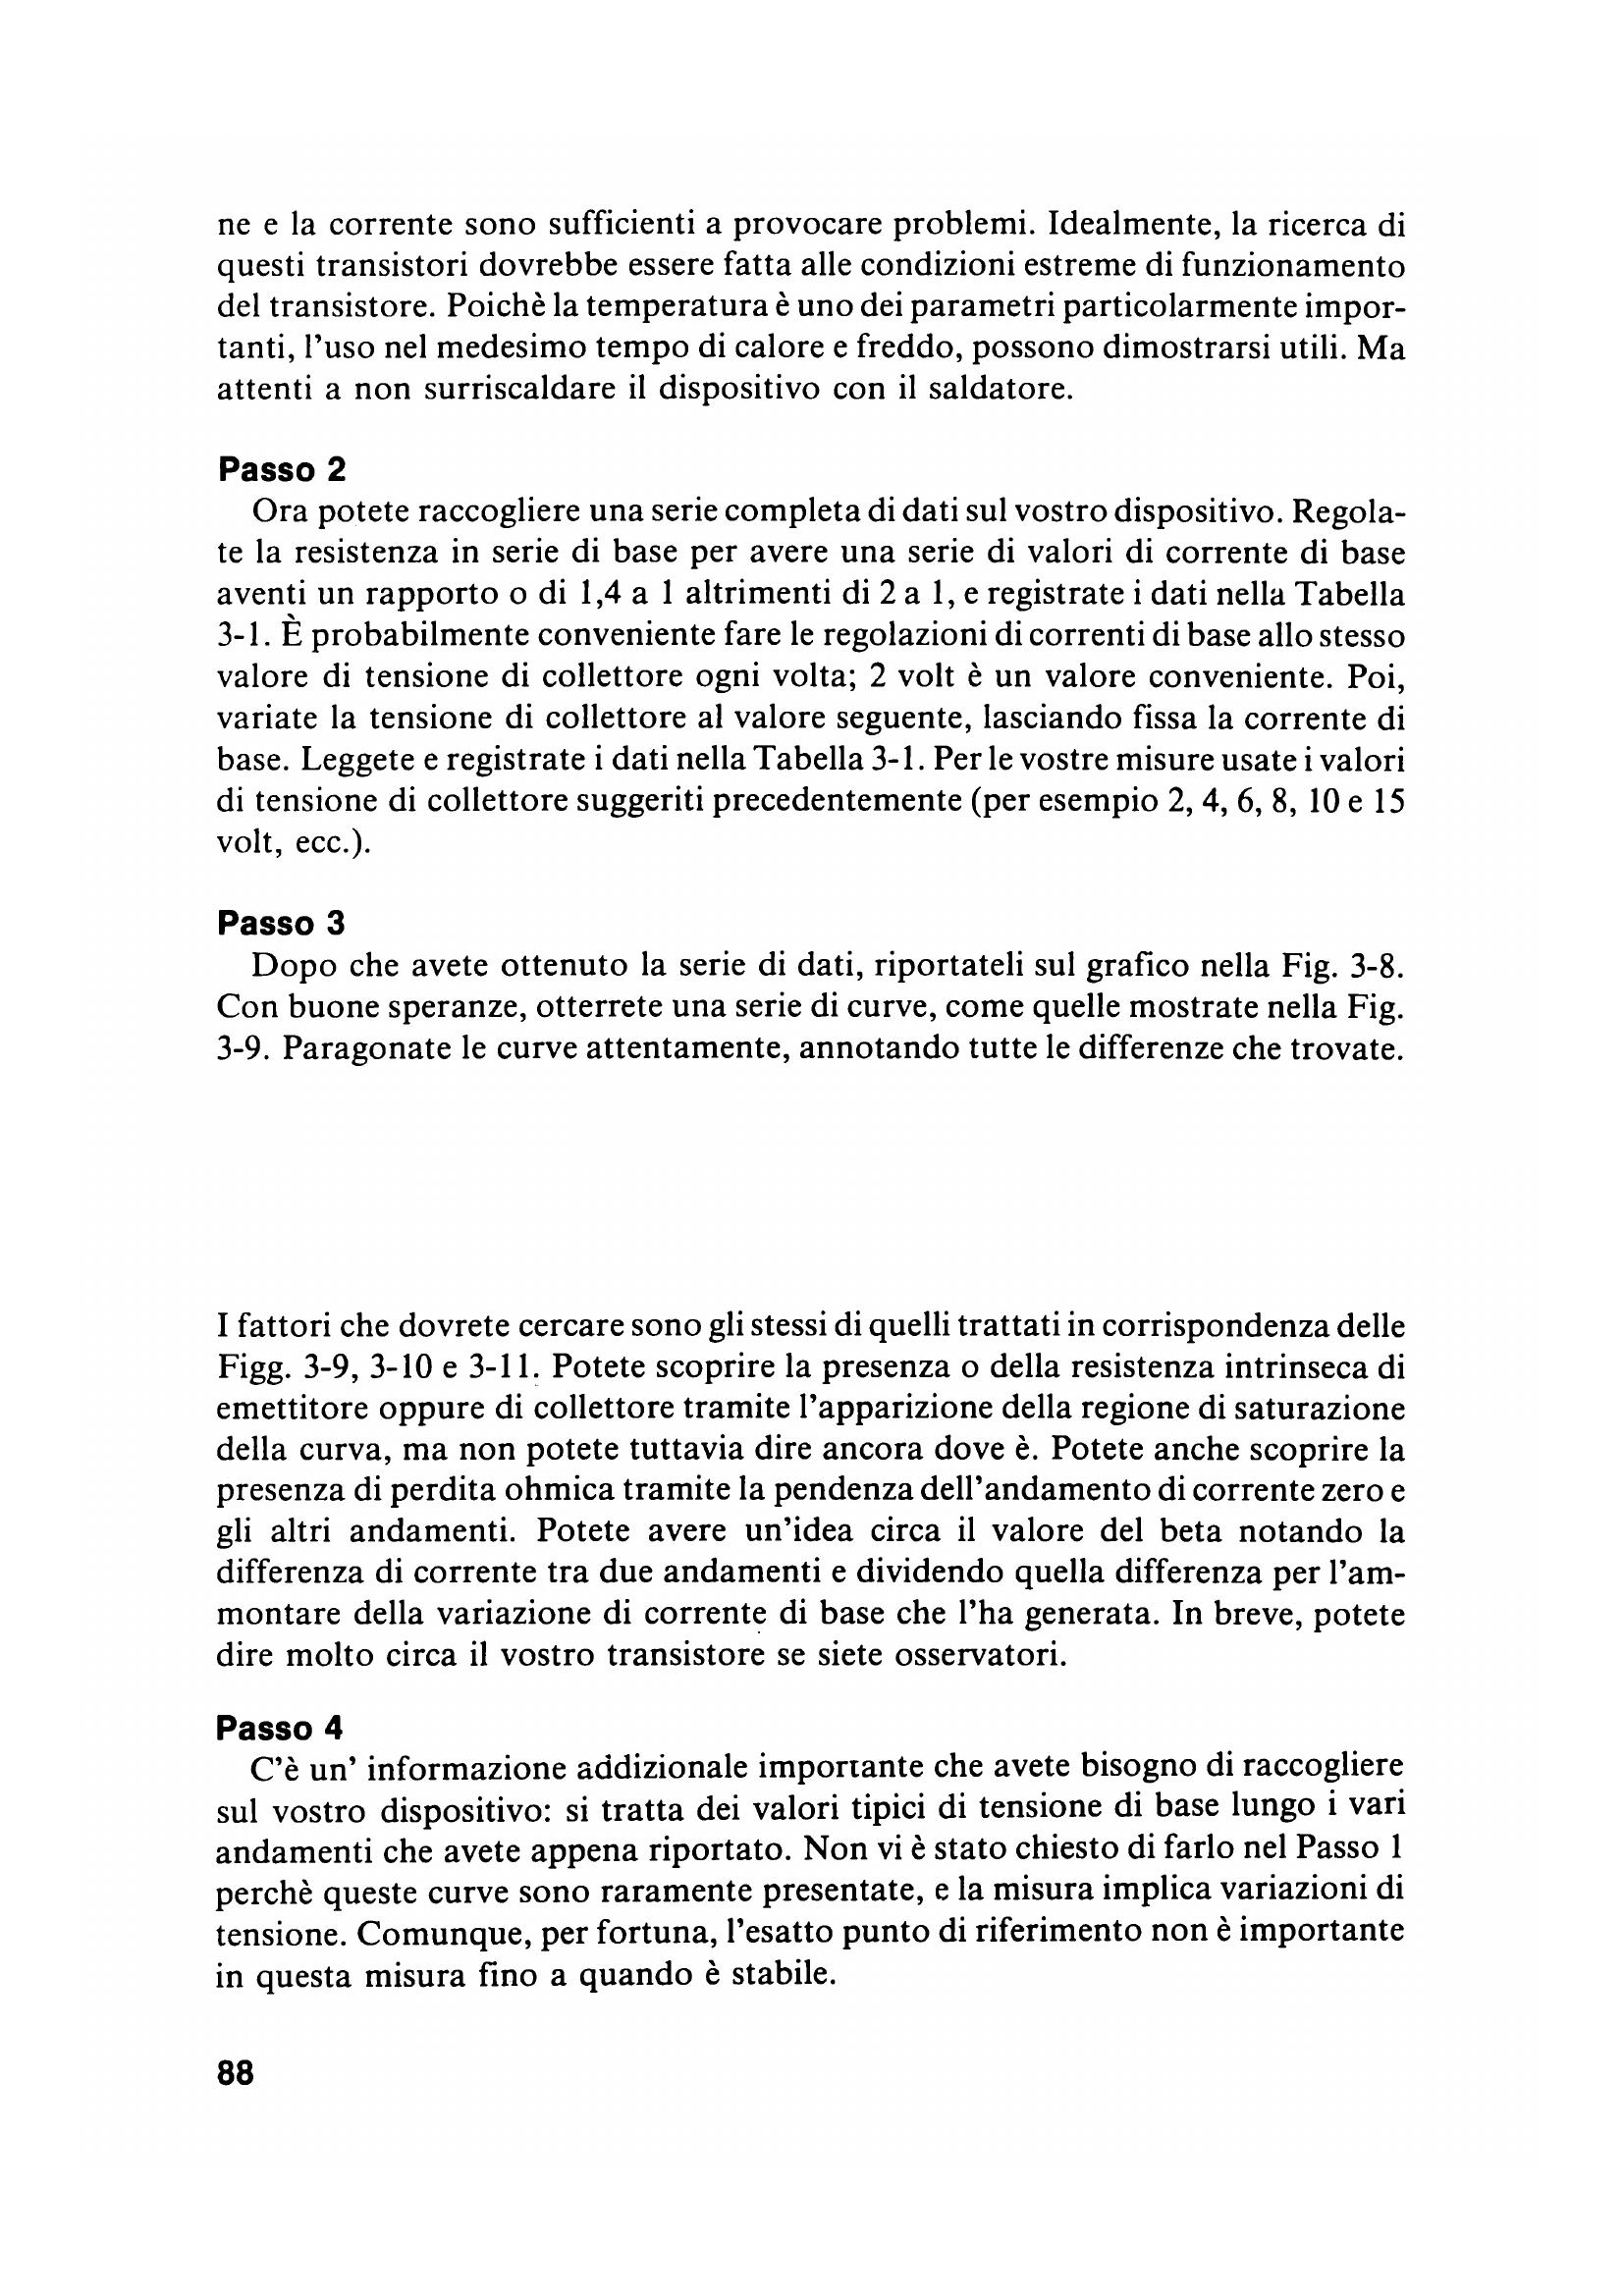 ne e la corrente sono sufficienti a provocare problemi. Idealmente, la ricerca di
questi transistori dovrebbe essere fatta alle condizioni estreme di funzionamento
del transistore. Poichè la temperatura è uno dei parametri particolarmente impor-
tanti, l'uso nel medesimo tempo di calore e freddo, possono dimostrarsi utili. Ma
attenti a non surriscaldare il dispositivo con il saldatore.
Passo 2
Ora potete raccogliere una serie completa di dati sul vostro dispositivo. Regola-
te la resistenza in serie di base per avere una serie di valori di corrente di base
aventi un rapporto o di 1,4 a 1 altrimenti di 2 a 1, e registrate i dati nella Tabella
3-1. È probabilmente conveniente fare le regolazioni di correnti di base allo stesso
valore di tensione di collettore ogni volta; 2 volt è un valore conveniente. Poi,
variate la tensione di collettore al valore seguente, lasciando fissa la corrente di
base. Leggete e registrate i dati nella Tabella 3-1. Per le vostre misure usate i valori
di tensione di collettore suggeriti precedentemente (per esempio 2, 4, 6, 8, 10 e 15
volt, ecc.).
Passo 3
Dopo che avete ottenuto la serie di dati, riportateli sul grafico nella Fig. 3-8.
Con buone speranze, otterrete una serie di curve, come quelle mostrate nella Fig.
3-9. Paragonate le curve attentamente, annotando tutte le differenze che trovate.
I fattori che dovrete cercare sono gli stessi di quelli trattati in corrispondenza delle
Figg. 3-9, 3-10 e 3-11. Potete scoprire la presenza o della resistenza intrinseca di
emettitore oppure di collettore tramite l'apparizione della regione di saturazione
della curva, ma non potete tuttavia dire ancora dove è. Potete anche scoprire la
presenza di perdita ohmica tramite la pendenza dell'andamento di corrente zero e
gli altri andamenti. Potete avere un'idea circa il valore del beta notando la
differenza di corrente tra due andamenti e dividendo quella differenza per l'am-
montare della variazione di corrente di base che l'ha generata. In breve, potete
dire molto circa il vostro transistore se siete osservatori.
Passo 4
C'è un' informazione addizionale importante che avete bisogno di raccogliere
sul vostro dispositivo: si tratta dei valori tipici di tensione di base lungo i vari
andamenti che avete appena riportato. Non vi è stato chiesto di farlo nel Passo 1
perchè queste curve sono raramente presentate, e la misura implica variazioni di
tensione. Comunque, per fortuna, l'esatto punto di riferimento non è importante
in questa misura fino a quando è stabile.
88